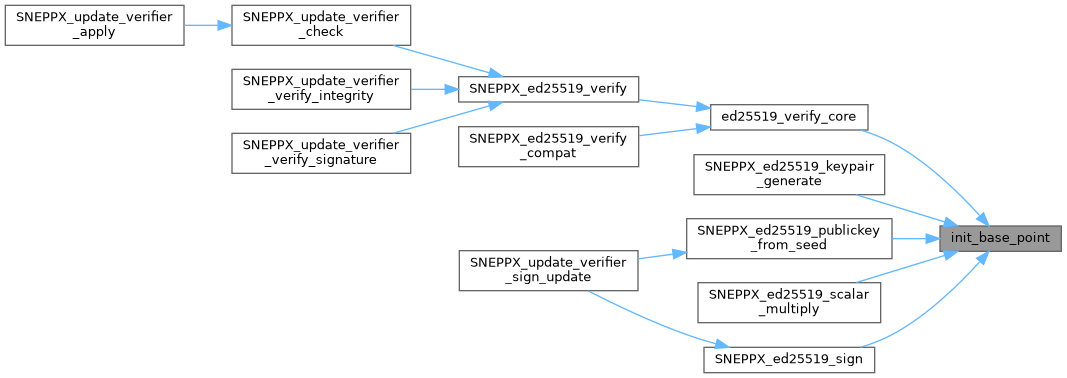 SNEPPX_update_verifier
_apply
SNEPPX_update_verifier
_check
SNEPPX_update_verifier
_verify_integrity
SNEPPX_update_verifier
_verify_signature
SNEPPX_ed25519_verify
SNEPPX_ed25519_verify
_compat
ed25519_verify_core
SNEPPX_ed25519_keypair
_generate
SNEPPX_ed25519_publickey
_from_seed
SNEPPX_update_verifier
_sign_update
SNEPPX_ed25519_scalar
_multiply
SNEPPX_ed25519_sign
init_base_point